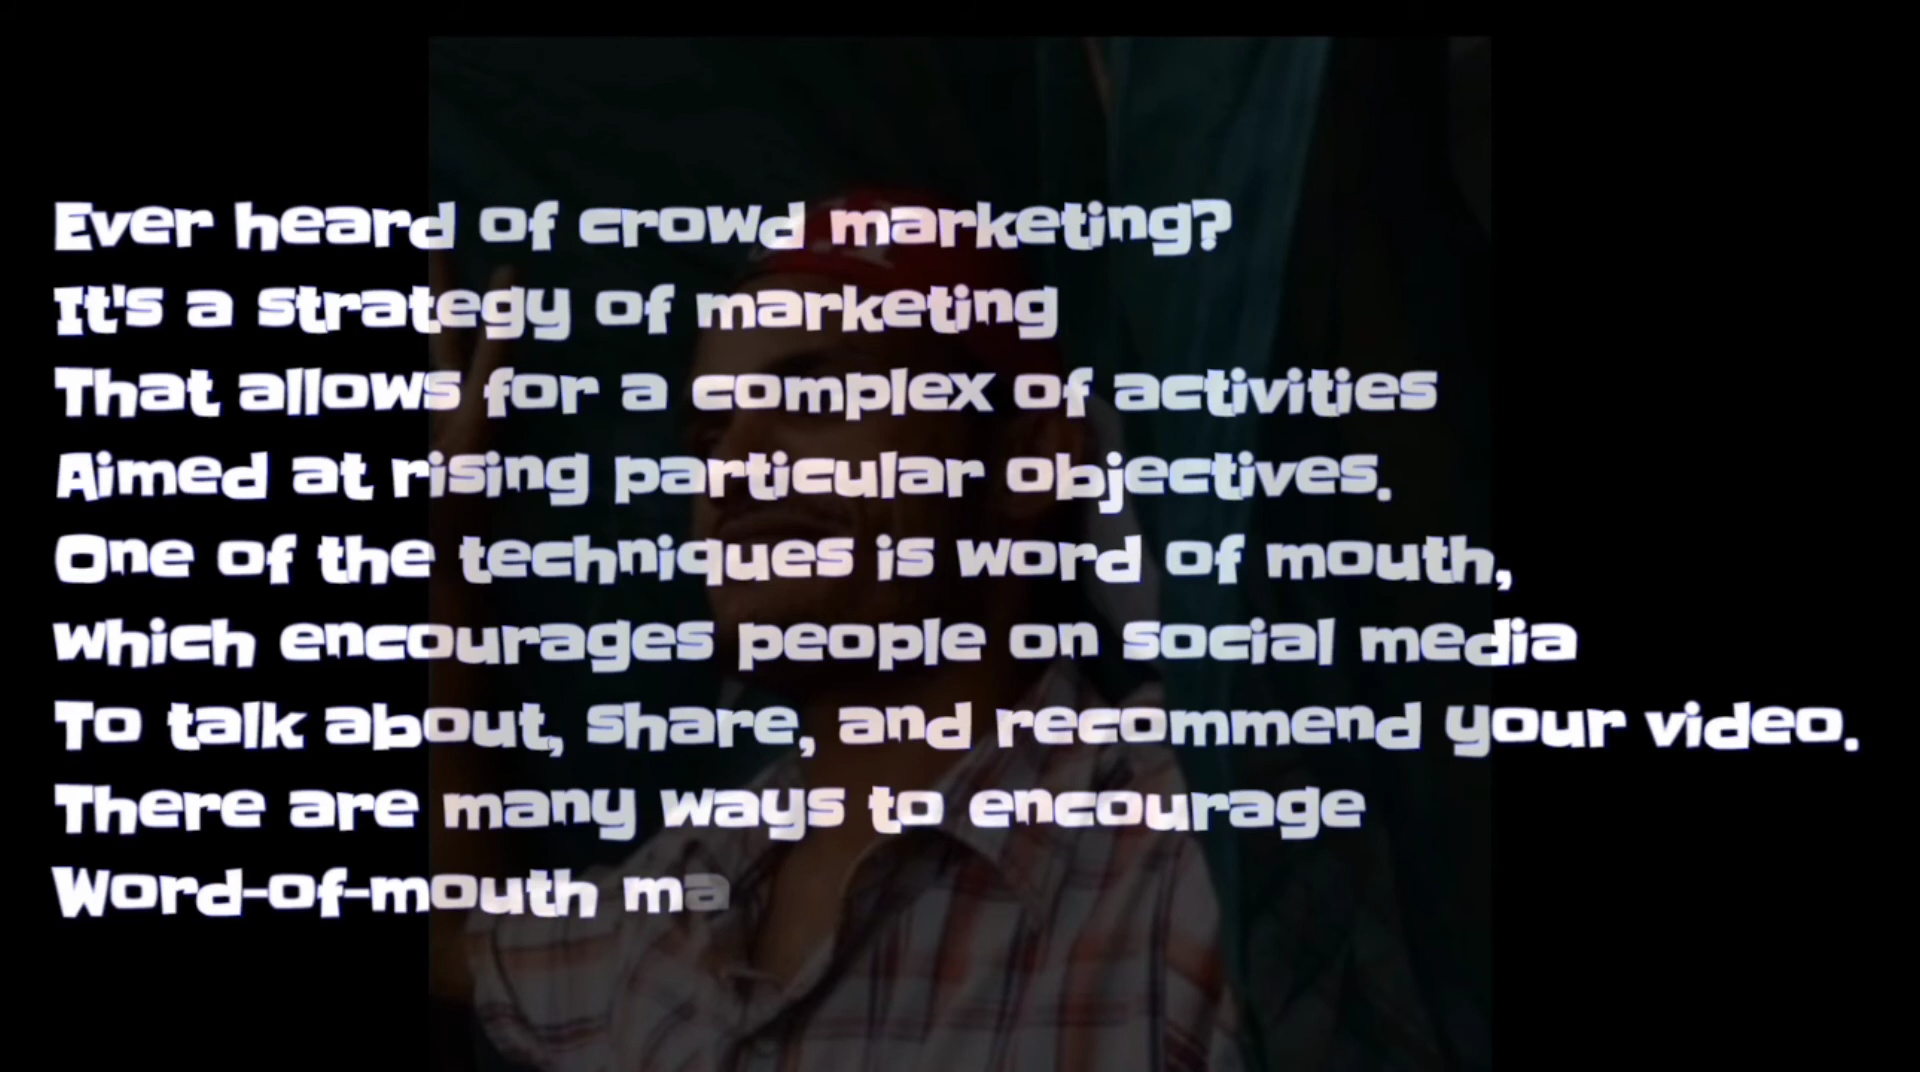 Ever heard of crowd marketing?
It's a strategy of marketing
That allows for a complex of activities
Aimed at rising particular objectives.
One of the techniques is word of mouth,
Which encourages people on social media
To talk about, share, and recommend your video.
There are many ways to encourage
Word-of-mouth ma